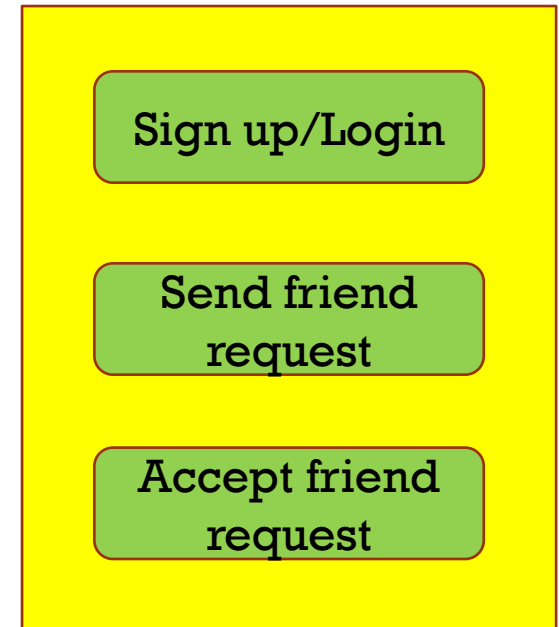 Sign up/Login
Send friend
request
Accept friend
request